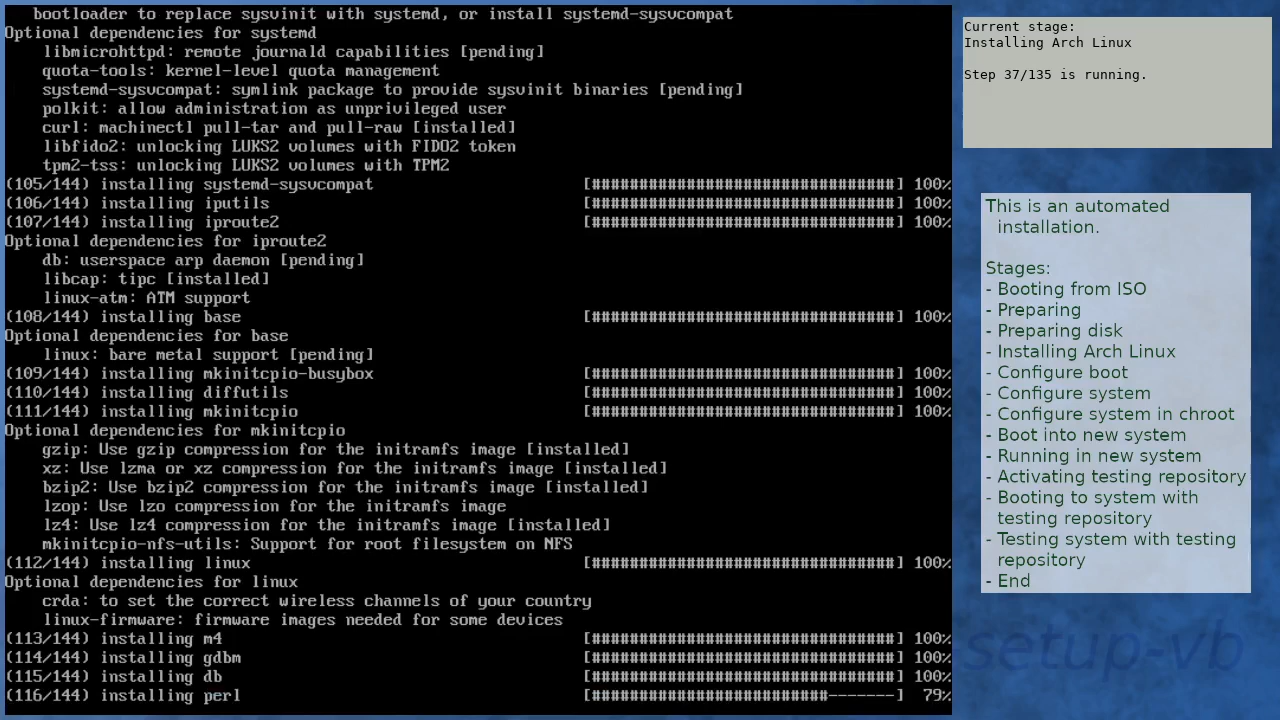 bootloader to replace sysvinit with systemd, or install systemd-sysvcompat
Optional dependencies for systemd
libmicrohttpd: remote journald capabilities [pending]
quota-tools: kernel-level quota management
systemd-sysvcompat: symlink package to provide sysvinit binaries [pending]
polkit: allow administration as unprivileged user
curl: machinectl pull-tar and pull-raw [installed]
libfido2: unlocking LUKS2 volumes with FIDO2 token
tpm2-tss: unlocking LUKS2 volumes with TPM2
(105/144) installing systemd-sysvcompat [################################] 100%
(106/144) installing iputils [################################] 100%
(107/144) installing iproute2 [################################] 100%
Optional dependencies for iproute2
db: userspace arp daemon [pending]
libcap: tipc [installed]
linux-atm: ATM support
(108/144) installing base [################################] 100%
Optional dependencies for base
linux: bare metal support [pending]
(109/144) installing mkinitcpio-busybox [################################] 100%
(110/144) installing diffutils [################################] 100%
(111/144) installing mkinitcpio [################################] 100%
Optional dependencies for mkinitcpio
gzip: Use gzip compression for the initramfs image [installed]
xz: Use lzma or xz compression for the initramfs image [installed]
bzip2: Use bzip2 compression for the initramfs image [installed]
lzop: Use lzo compression for the initramfs image
lz4: Use lz4 compression for the initramfs image [installed]
mkinitcpio-nfs-utils: Support for root filesystem on NFS
(112/144) installing linux [################################] 100%
Optional dependencies for linux
crda: to set the correct wireless channels of your country
linux-firmware: firmware images needed for some devices
(113/144) installing m4 [################################] 100%
(114/144) installing gdbm [################################] 100%
(115/144) installing db [################################] 100%
(116/144) installing perl [#########################-------] 79%
Current stage:
Installing Arch Linux
Step 37/135 is running.
This is an automated
installation.
Stages:
- Booting from ISO
- Preparing
- Preparing disk
- Installing Arch Linux
- Configure boot
- Configure system
- Configure system in chroot
- Boot into new system
- Running in new system
- Activating testing repository
- Booting to system with
testing repository
- Testing system with testing
repository
- End
setup-vb